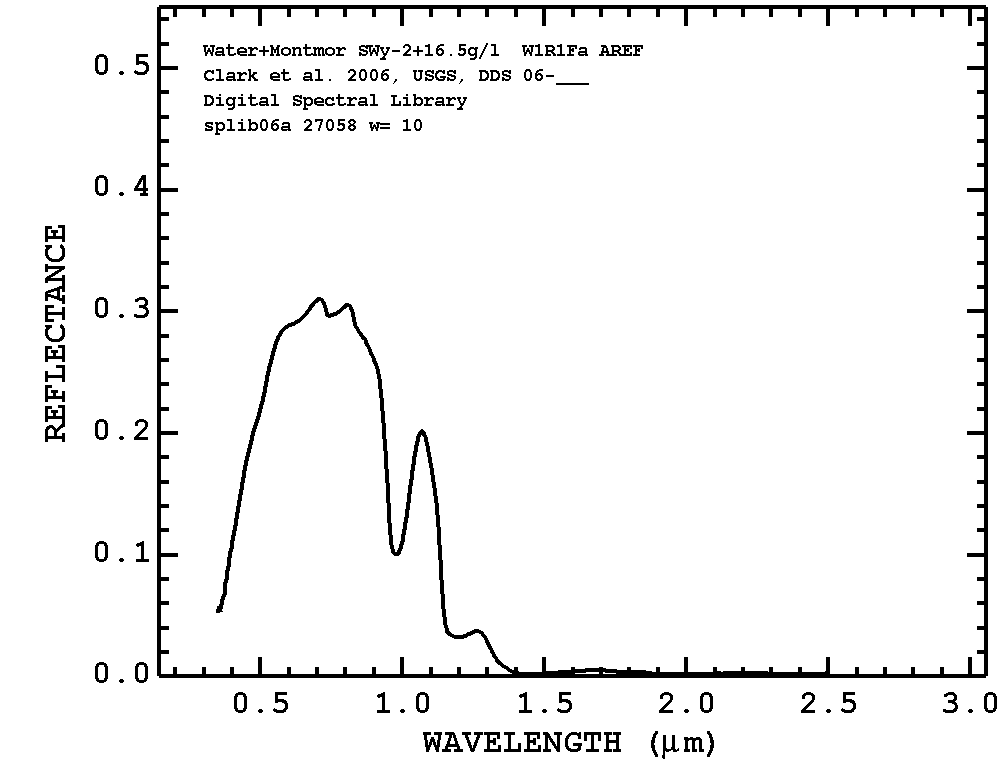 Water+Montmor SWy-2+16.5g/l  W1R1Fa AREF
Clark et al. 2006, USGS, DDS 06-___
Digital Spectral Library
splib06a 27058 w= 10
0.5
0.4
0.3
0.2
0.1
0.0
REFLECTANCE
0.5 1.0 1.5 2.0 2.5 3.0
WAVELENGTH (μm)